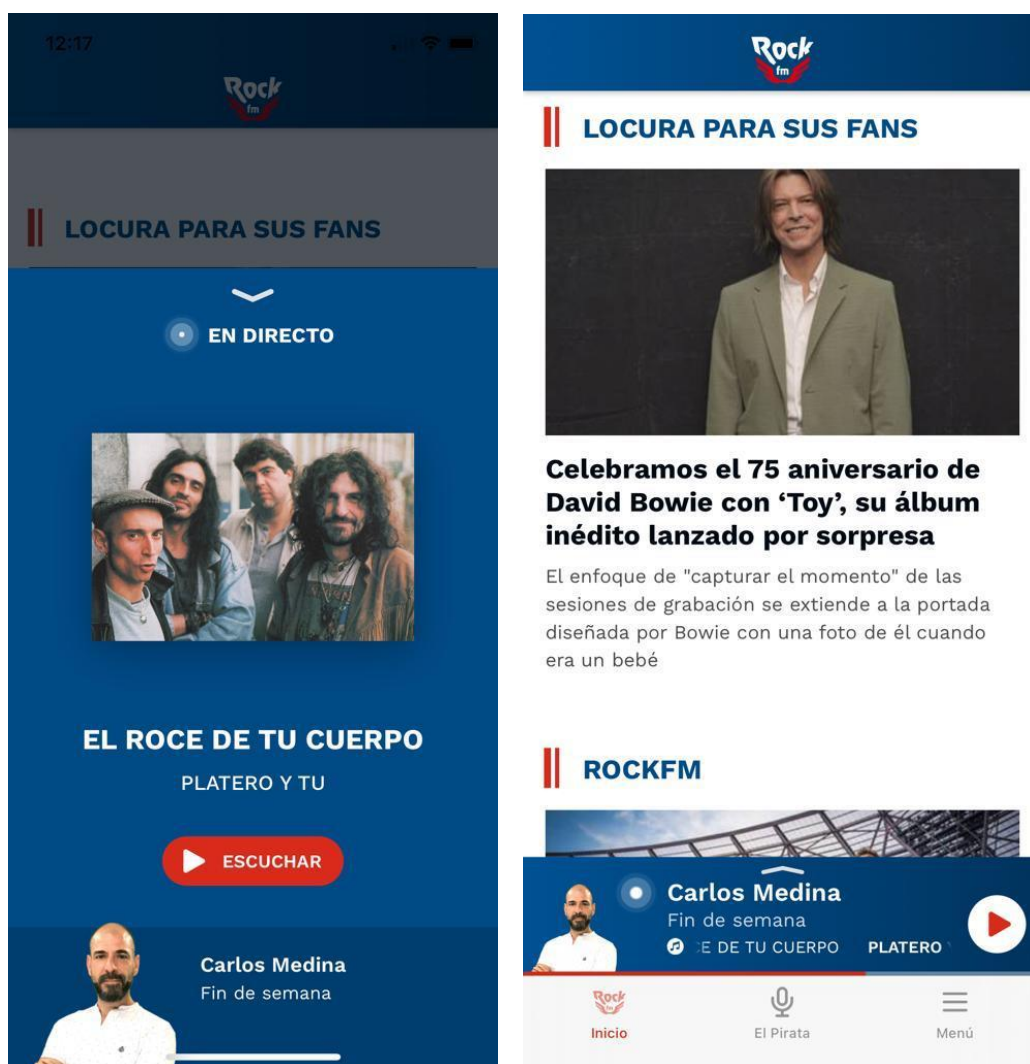 12:17
Rock
fm
LOCURA PARA SUS FANS
EN DIRECTO
EL ROCE DE TU CUERPO
PLATERO Y TU
ESCUCHAR
Carlos Medina
Fin de semana
Rock
fm
LOCURA PARA SUS FANS
Celebramos el 75 aniversario de
David Bowie con ‘Toy’, su álbum
inédito lanzado por sorpresa
El enfoque de "capturar el momento" de las
sesiones de grabación se extiende a la portada
diseñada por Bowie con una foto de él cuando
era un bebé
ROCKFM
Carlos Medina
Fin de semana
CE DE TU CUERPO PLATERO
Rock
fm
Inicio
El Pirata
Menú